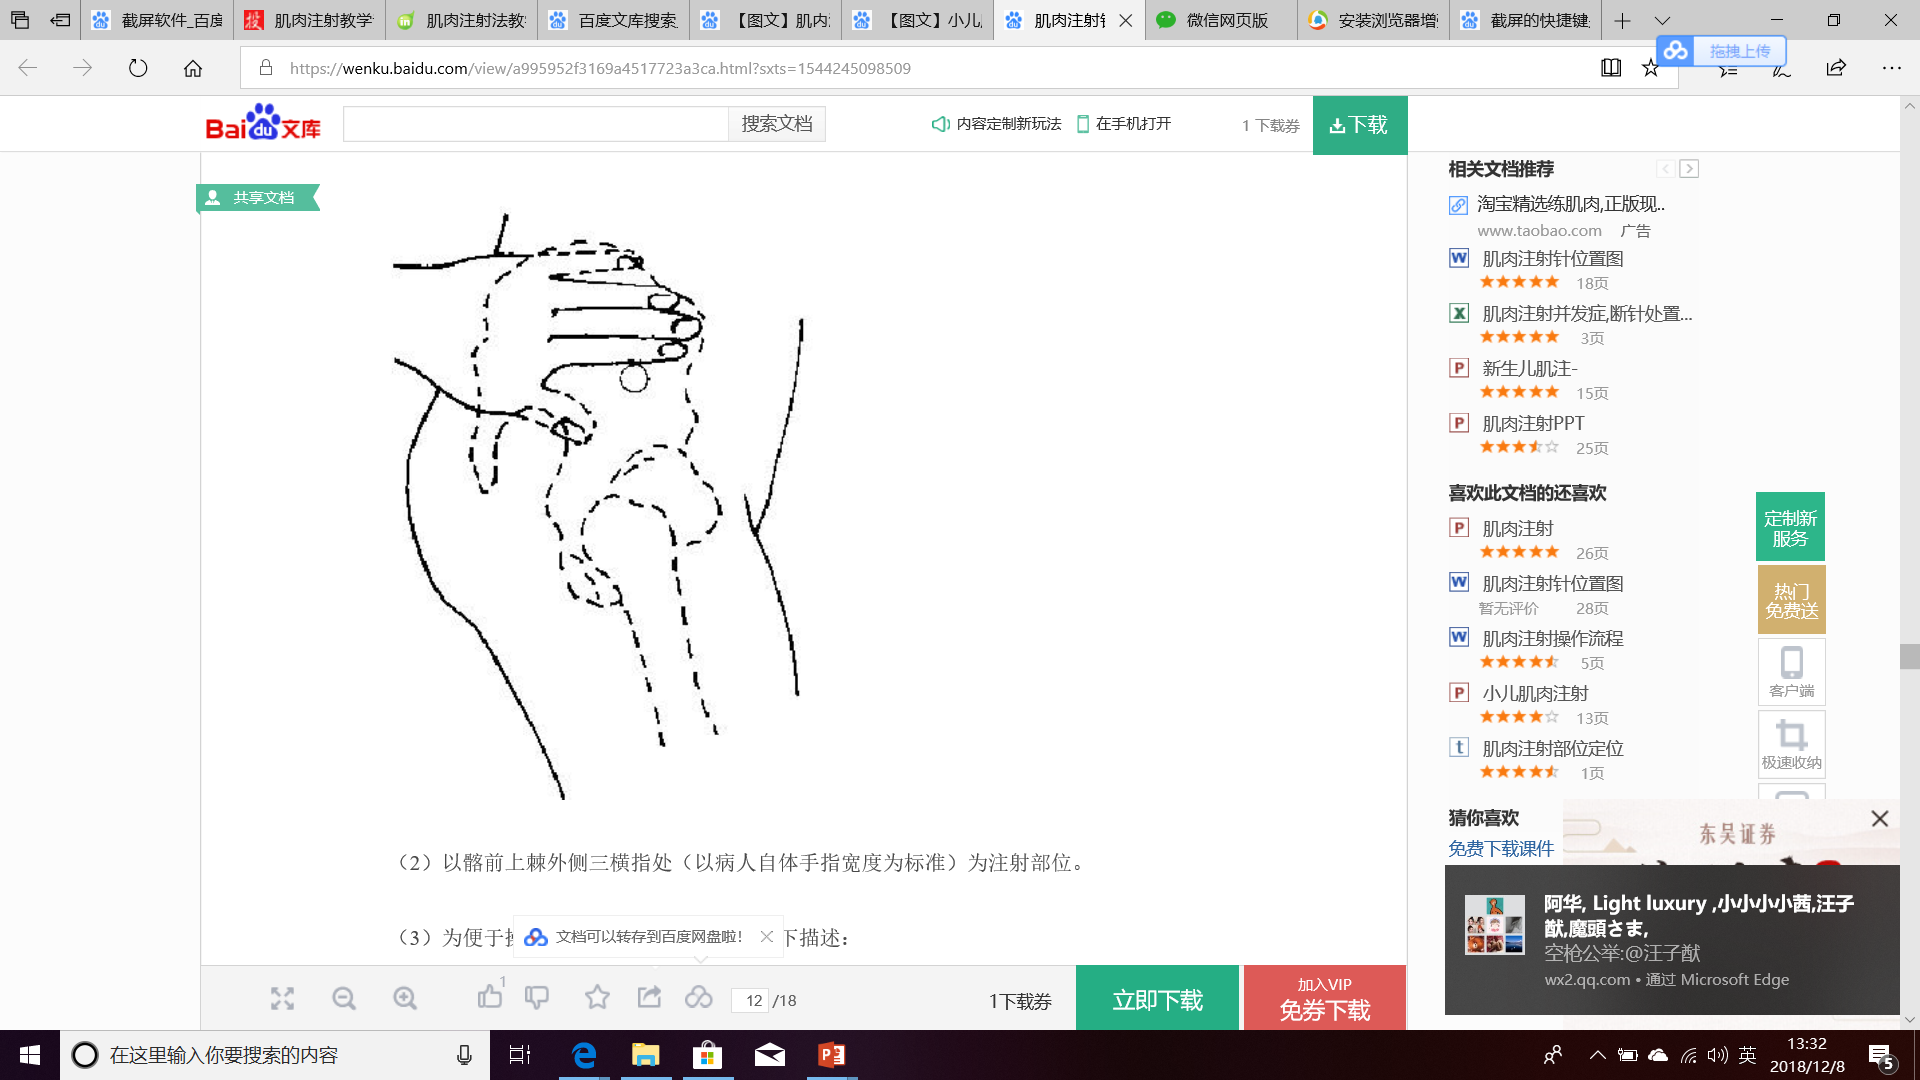 截屏软件_百度
肌肉注射教学
肌肉注射法教
百度文库搜索_
【图文】肌内注
【图文】小儿
肌肉注射针
微信网页版
安装浏览器增
截屏的快捷键
拖拽上传
https://wenku.baidu.com/view/a995952f3169a4517723a3ca.html?sxts=1544245098509
Baidu文库
搜索文档
内容定制新玩法
在手机打开
1 下载券
下载
共享文档
（2）以髂前上棘外侧三横指处（以病人自体手指宽度为标准）为注射部位。
（3）为便于
下描述：
文档可以转存到百度网盘啦！
1
12 /18
1下载券
立即下载
加入VIP
免券下载
相关文档推荐
淘宝精选练肌肉,正版现..
www.taobao.com 广告
肌肉注射针位置图
18页
肌肉注射并发症,断针处置...
3页
新生儿肌注-
15页
肌肉注射PPT
25页
喜欢此文档的还喜欢
肌肉注射
26页
肌肉注射针位置图
暂无评价 28页
肌肉注射操作流程
5页
小儿肌肉注射
13页
肌肉注射部位定位
1页
猜你喜欢
免费下载课件
定制新
服务
热门
免费送
客户端
极速收纳
东吴证券
阿华, Light luxury ,小小小小茜,汪子
猷,魔頭さま,
空枪公举:@汪子猷
wx2.qq.com • 通过 Microsoft Edge
在这里输入你要搜索的内容
英
13:32
2018/12/8
5